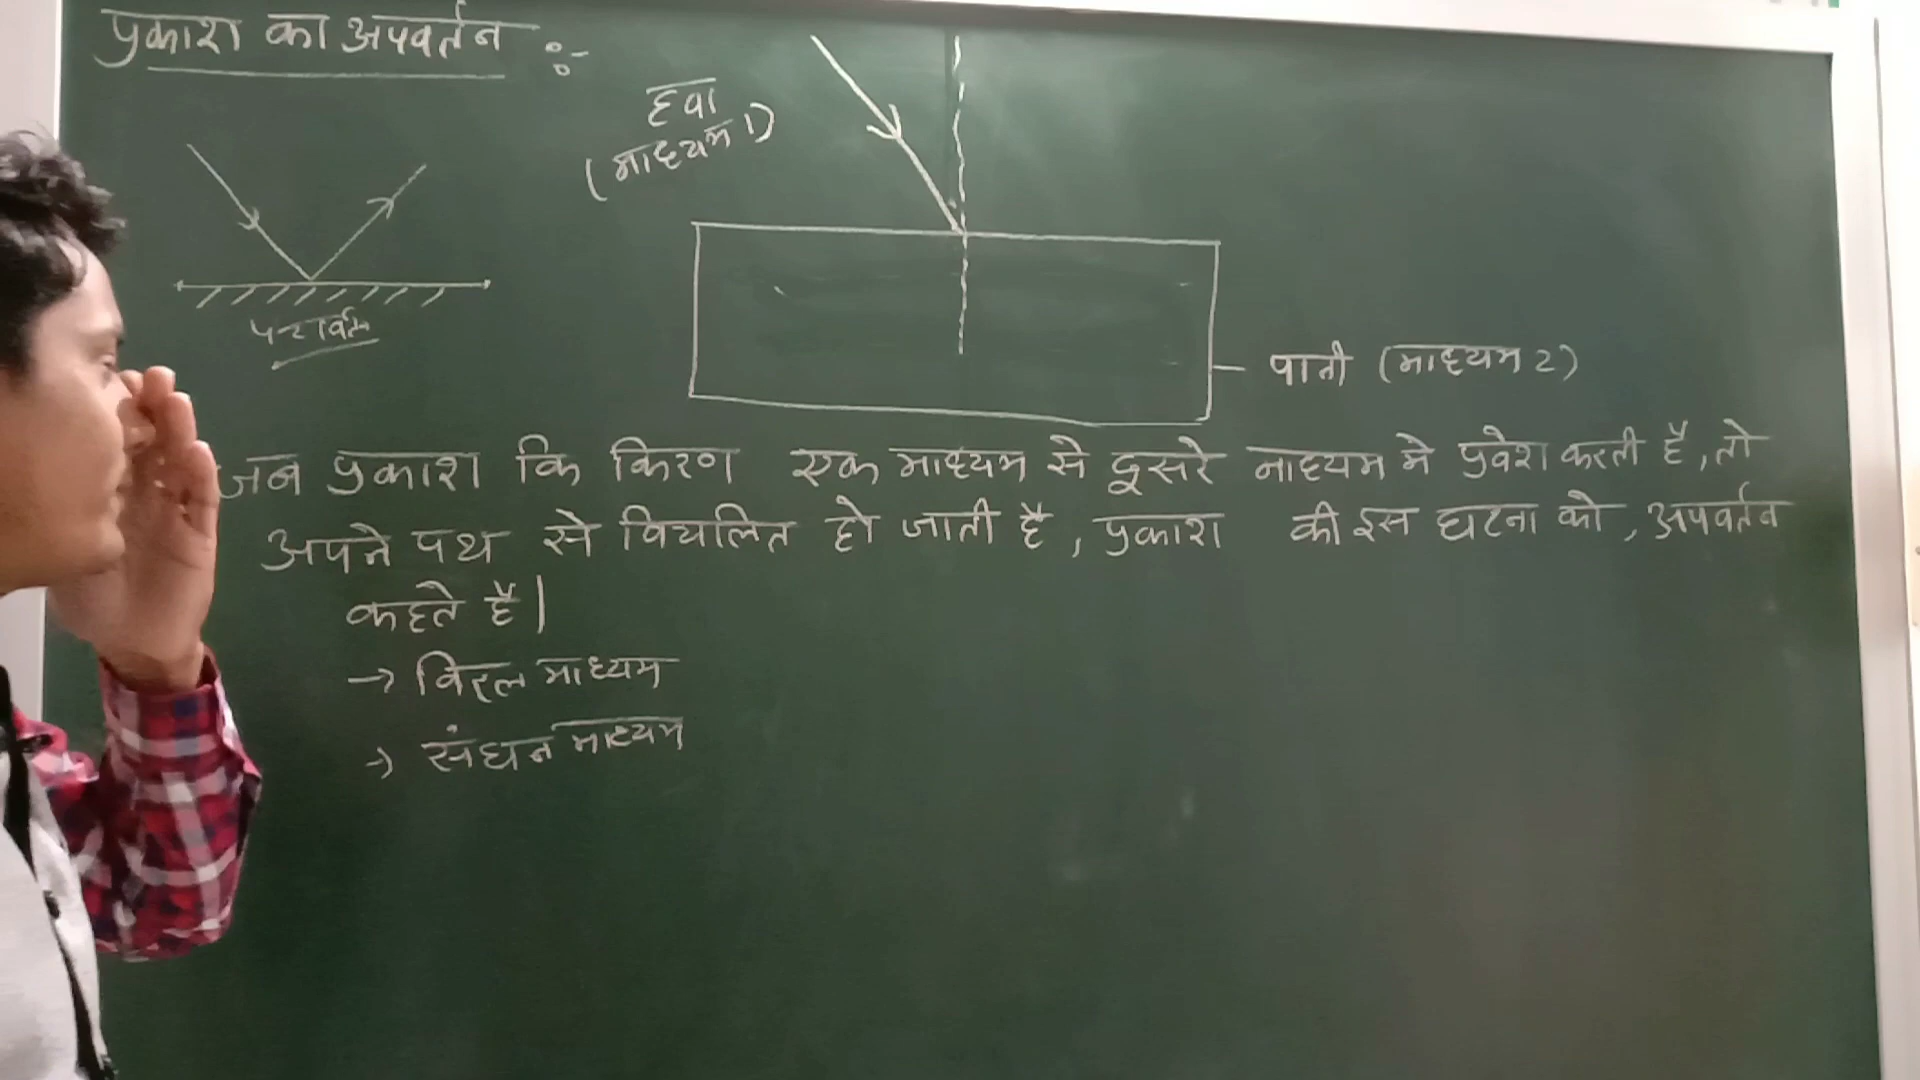 प्रकाश का अपवर्तन :-
हवा
(माध्यम 1)
परावर्तन
पानी (माध्यम 2)
जब प्रकाश कि किरण एक माध्यम से दूसरे माध्यम मे प्रवेश करती है, तो
अपने पथ से विचलित हो जाती है, प्रकाश की इस घटना को, अपवर्तन
कहते हैं|
→ विरल माध्यम
→ संघन माध्यम